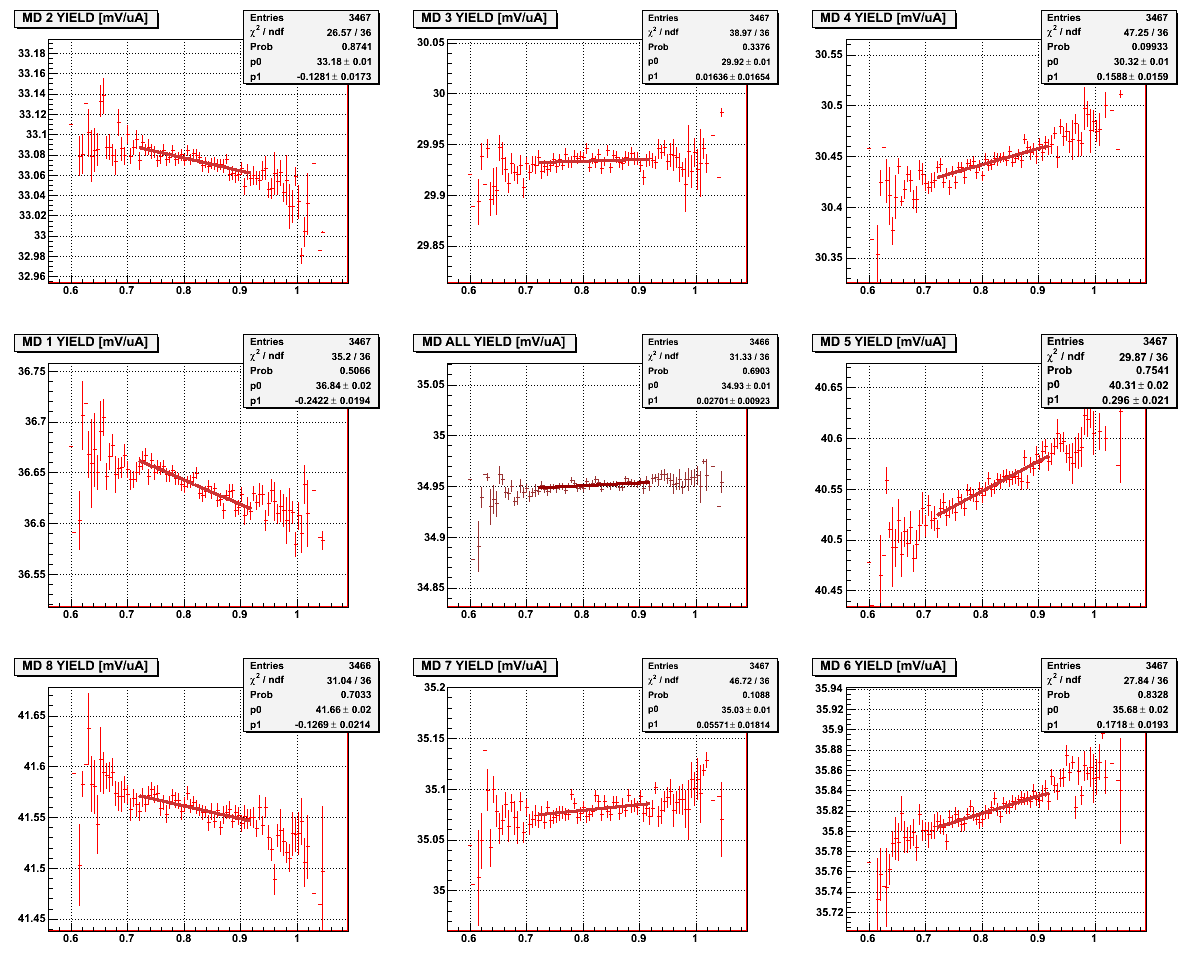 MD 2 YIELD [mV/uA]
Entries 3467
χ² / ndf 26.57 / 36
Prob 0.8741
p0 33.18 ± 0.01
p1 -0.1281 ± 0.0173
33.18
33.16
33.14
33.12
33.1
33.08
33.06
33.04
33.02
33
32.98
32.96
0.6 0.7 0.8 0.9 1
MD 3 YIELD [mV/uA]
Entries 3467
χ² / ndf 38.97 / 36
Prob 0.3376
p0 29.92 ± 0.01
p1 0.01636 ± 0.01654
30.05
30
29.95
29.9
29.85
0.6 0.7 0.8 0.9 1
MD 4 YIELD [mV/uA]
Entries 3467
χ² / ndf 47.25 / 36
Prob 0.09933
p0 30.32 ± 0.01
p1 0.1588 ± 0.0159
30.55
30.5
30.45
30.4
30.35
0.6 0.7 0.8 0.9 1
MD 1 YIELD [mV/uA]
Entries 3467
χ² / ndf 35.2 / 36
Prob 0.5066
p0 36.84 ± 0.02
p1 -0.2422 ± 0.0194
36.75
36.7
36.65
36.6
36.55
0.6 0.7 0.8 0.9 1
MD ALL YIELD [mV/uA]
Entries 3466
χ² / ndf 31.33 / 36
Prob 0.6903
p0 34.93 ± 0.01
p1 0.02701 ± 0.00923
35.05
35
34.95
34.9
34.85
0.6 0.7 0.8 0.9 1
MD 5 YIELD [mV/uA]
Entries 3467
χ² / ndf 29.87 / 36
Prob 0.7541
p0 40.31 ± 0.02
p1 0.296 ± 0.021
40.65
40.6
40.55
40.5
40.45
0.6 0.7 0.8 0.9 1
MD 8 YIELD [mV/uA]
Entries 3466
χ² / ndf 31.04 / 36
Prob 0.7033
p0 41.66 ± 0.02
p1 -0.1269 ± 0.0214
41.65
41.6
41.55
41.5
41.45
0.6 0.7 0.8 0.9 1
MD 7 YIELD [mV/uA]
Entries 3467
χ² / ndf 46.72 / 36
Prob 0.1088
p0 35.03 ± 0.01
p1 0.05571 ± 0.01814
35.2
35.15
35.1
35.05
35
0.6 0.7 0.8 0.9 1
MD 6 YIELD [mV/uA]
Entries 3467
χ² / ndf 27.84 / 36
Prob 0.8328
p0 35.68 ± 0.02
p1 0.1718 ± 0.0193
35.94
35.92
35.9
35.88
35.86
35.84
35.82
35.8
35.78
35.76
35.74
35.72
0.6 0.7 0.8 0.9 1